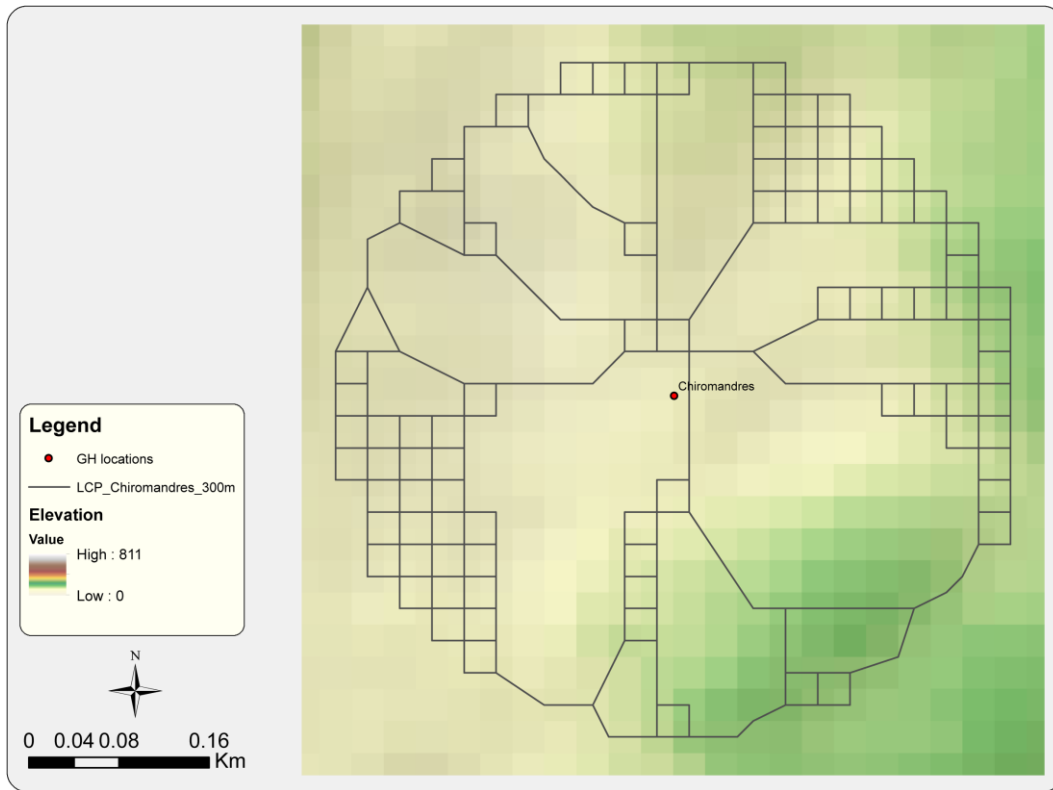 Chiromandres
Legend
GH locations
LCP_Chiromandres_300m
Elevation
Value
High : 811
Low : 0
N
0 0.04 0.08 0.16
Km